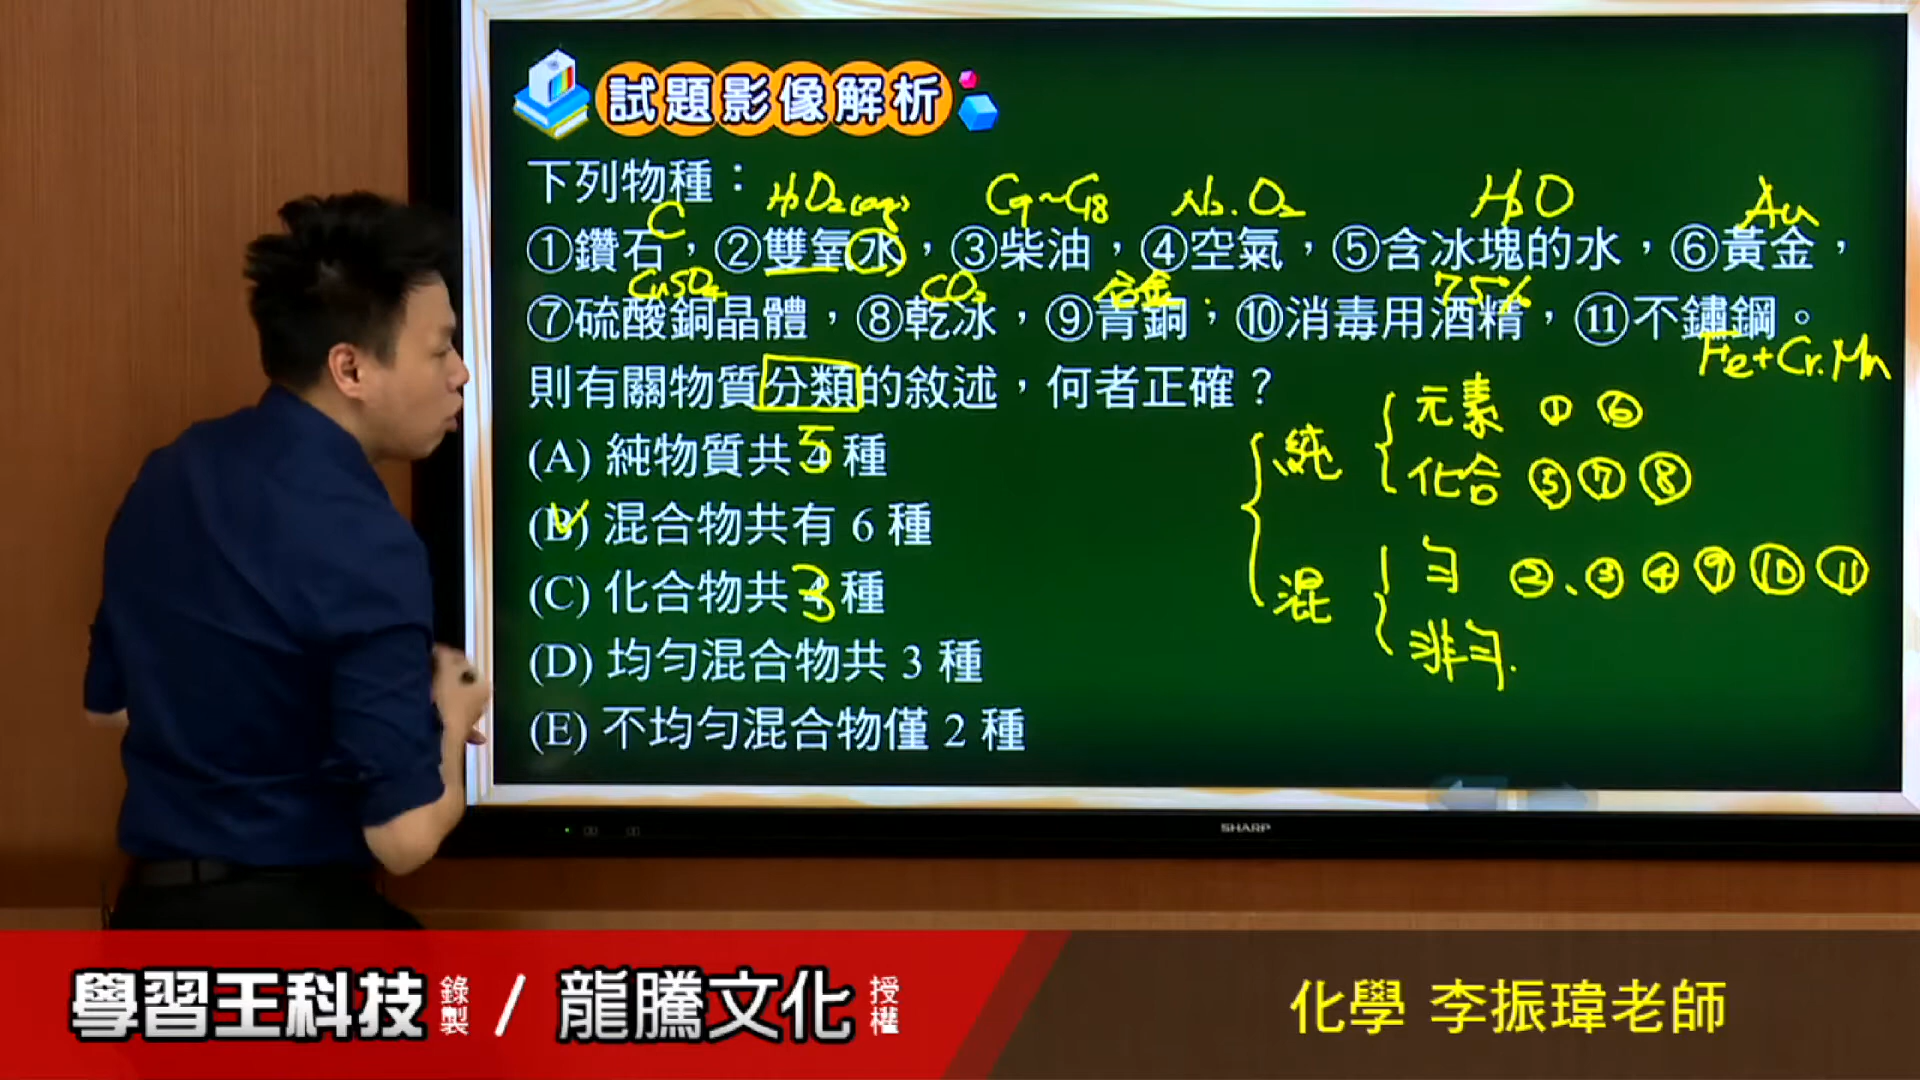 試題影像解析
下列物種：
C H2O2(aq) C9~C18 N2.O2 H2O Au
①鑽石，②雙氧水，③柴油，④空氣，⑤含冰塊的水，⑥黃金，
CuSO4 CO2 合金 75%
⑦硫酸銅晶體，⑧乾冰，⑨青銅；⑩消毒用酒精，⑪不鏽鋼。
Fe+Cr.Mn
則有關物質分類的敘述，何者正確？
(A) 純物質共 5 種
(B) 混合物共有 6 種
(C) 化合物共 3 種
(D) 均勻混合物共 3 種
(E) 不均勻混合物僅 2 種
純 元素 ① ⑥
化合 ⑤ ⑦ ⑧
混 勻 ②、③ ④ ⑨ ⑩ ⑪
非勻.
SHARP
學習王科技 錄製 / 龍騰文化 授權
化學 李振瑋老師